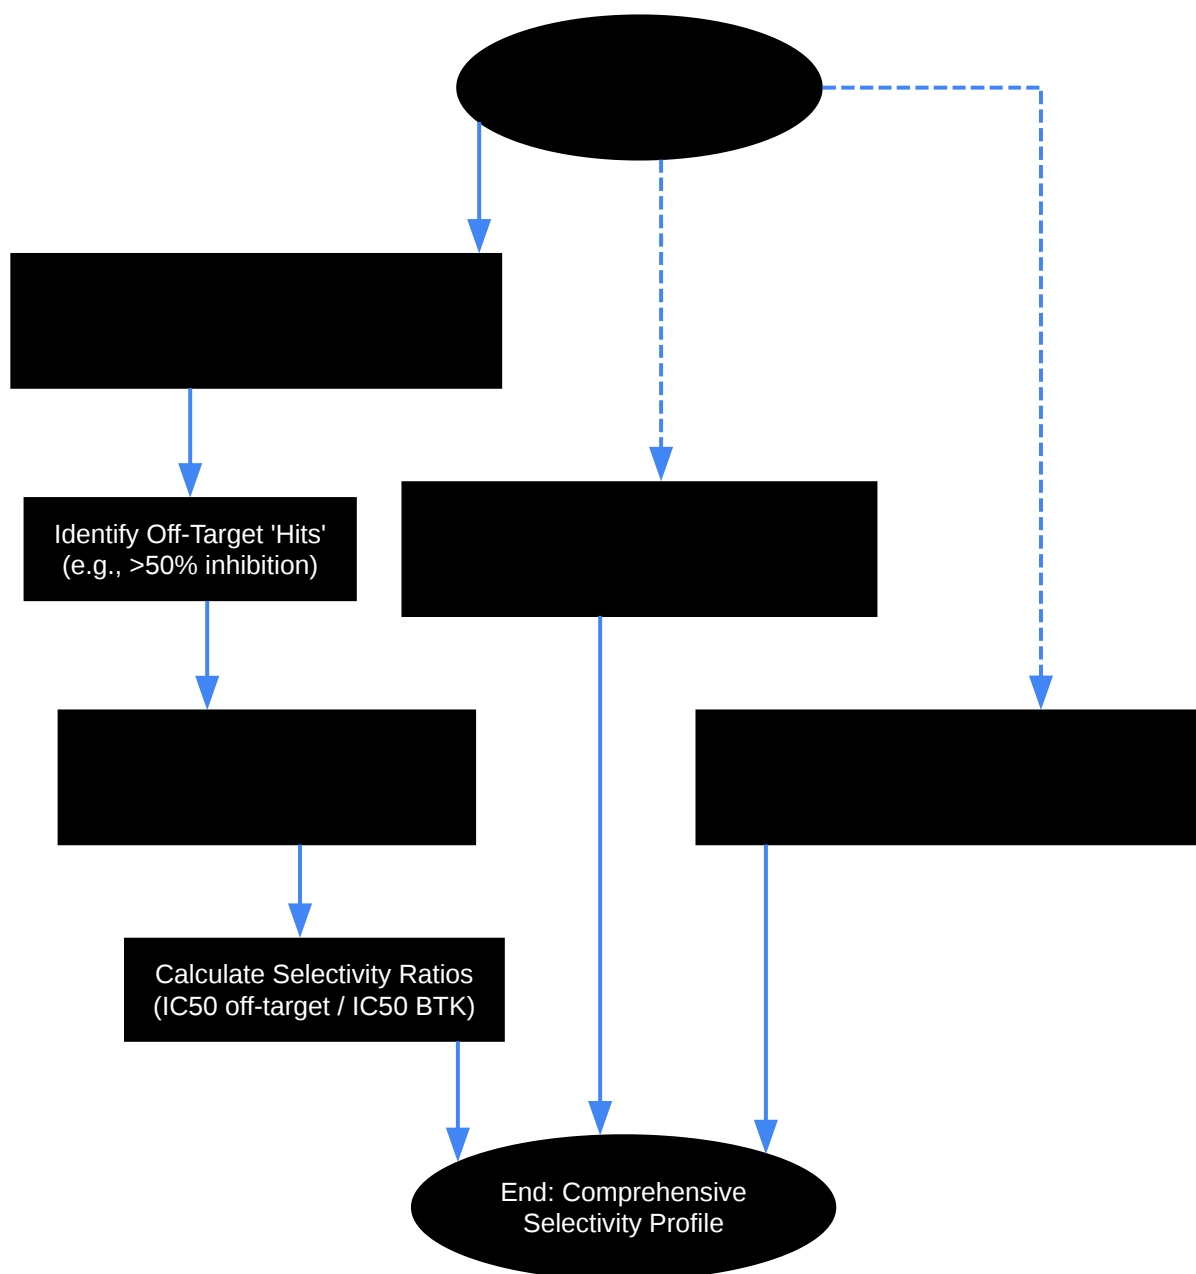 Identify Off-Target 'Hits'
(e.g., >50% inhibition)
Calculate Selectivity Ratios
(IC50 off-target / IC50 BTK)
End: Comprehensive
Selectivity Profile